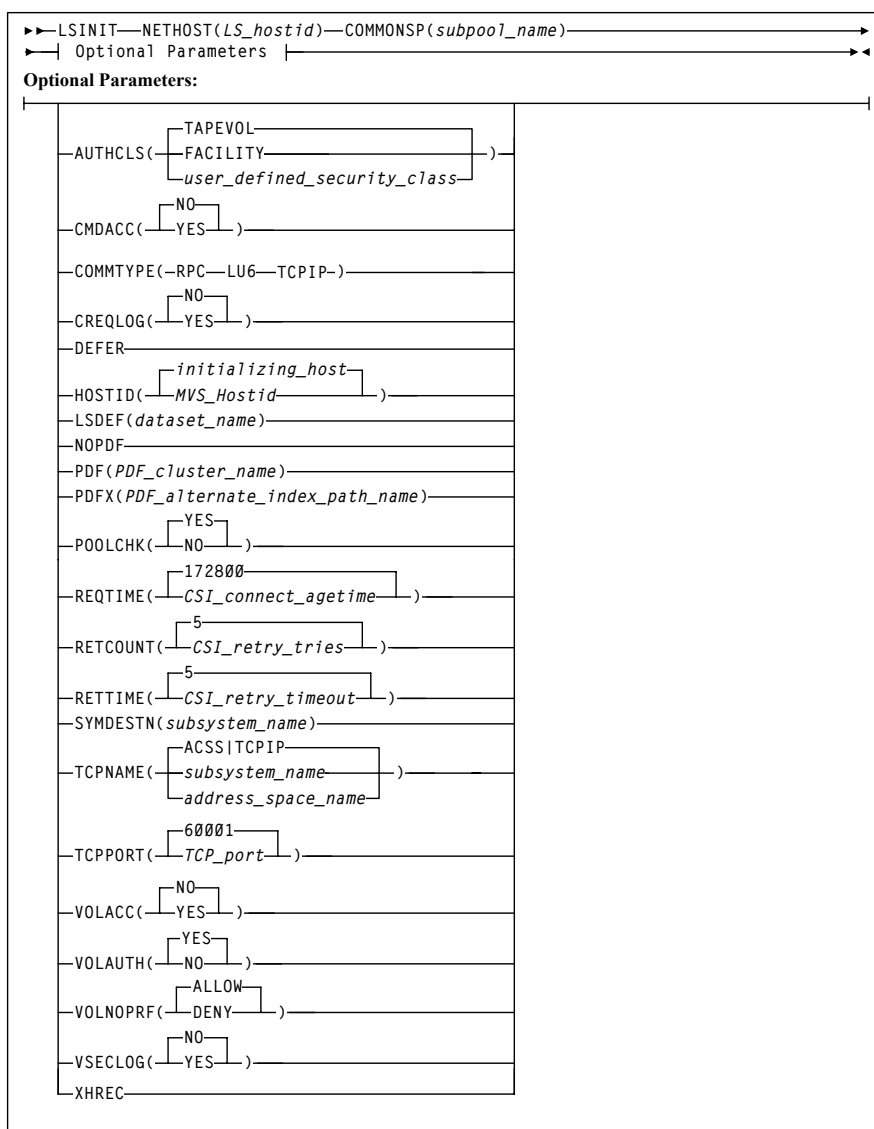 LSINIT NETHOST(LS_hostid) COMMONSP(subpool_name)
Optional Parameters
Optional Parameters:
TAPEVOL
AUTHCLS( FACILITY )
user_defined_security_class
NO
CMDACC( YES )
COMMTYPE( RPC LU6 TCPIP )
NO
CREQLOG( YES )
DEFER
initializing_host
HOSTID( MVS_Hostid )
LSDEF(dataset_name)
NOPDF
PDF(PDF_cluster_name)
PDFX(PDF_alternate_index_path_name)
YES
POOLCHK( NO )
172800
REQTIME( CSI_connect_agetime )
5
RETCOUNT( CSI_retry_tries )
5
RETTIME( CSI_retry_timeout )
SYMDESTN(subsystem_name)
ACSS|TCPIP
TCPNAME( subsystem_name )
address_space_name
60001
TCPPORT( TCP_port )
NO
VOLACC( YES )
YES
VOLAUTH( NO )
ALLOW
VOLNOPRF( DENY )
NO
VSECLOG( YES )
XHREC